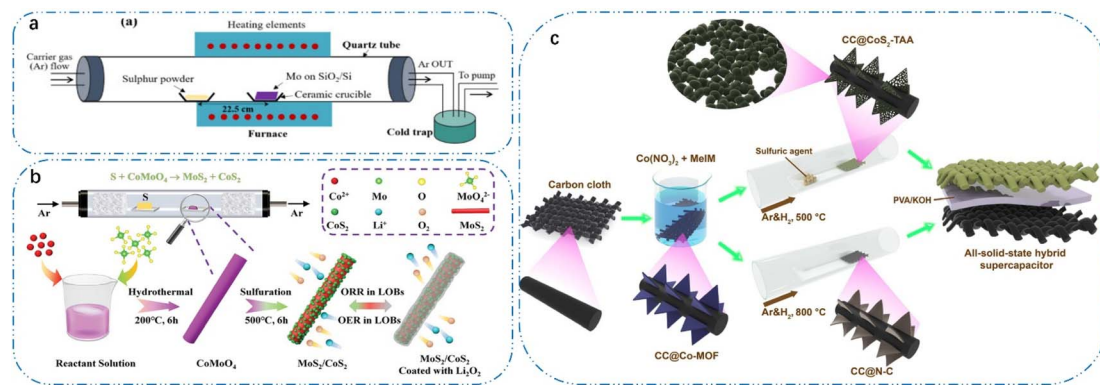 a
(a)
Heating elements
Carrier gas
(Ar) flow
Quartz tube
Sulphur powder
Mo on SiO₂/Si
Ceramic crucible
22.5 cm
Furnace
Ar OUT
To pump
Cold trap
b
S + CoMoO₄→ MoS₂ + CoS₂
Ar
S
Ar
Co²⁺ Mo O MoO₄²⁻
CoS₂ Li⁺ O₂ MoS₂
Hydrothermal
200°C, 6h
Sulfuration
500°C, 6h
ORR in LOBs
OER in LOBs
Reactant Solution
CoMoO₄
MoS₂/CoS₂
MoS₂/CoS₂
Coated with Li₂O₂
c
CC@CoS₂-TAA
Carbon cloth
Co(NO₃)₂ + MeIM
Sulfuric agent
Ar&H₂, 500 °C
PVA/KOH
All-solid-state hybrid
supercapacitor
Ar&H₂, 800 °C
CC@Co-MOF
CC@N-C